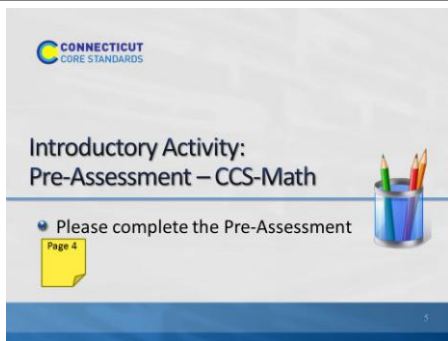 CONNECTICUT
CORE STANDARDS
Introductory Activity:
Pre-Assessment – CCS-Math
Please complete the Pre-Assessment
Page 4
5